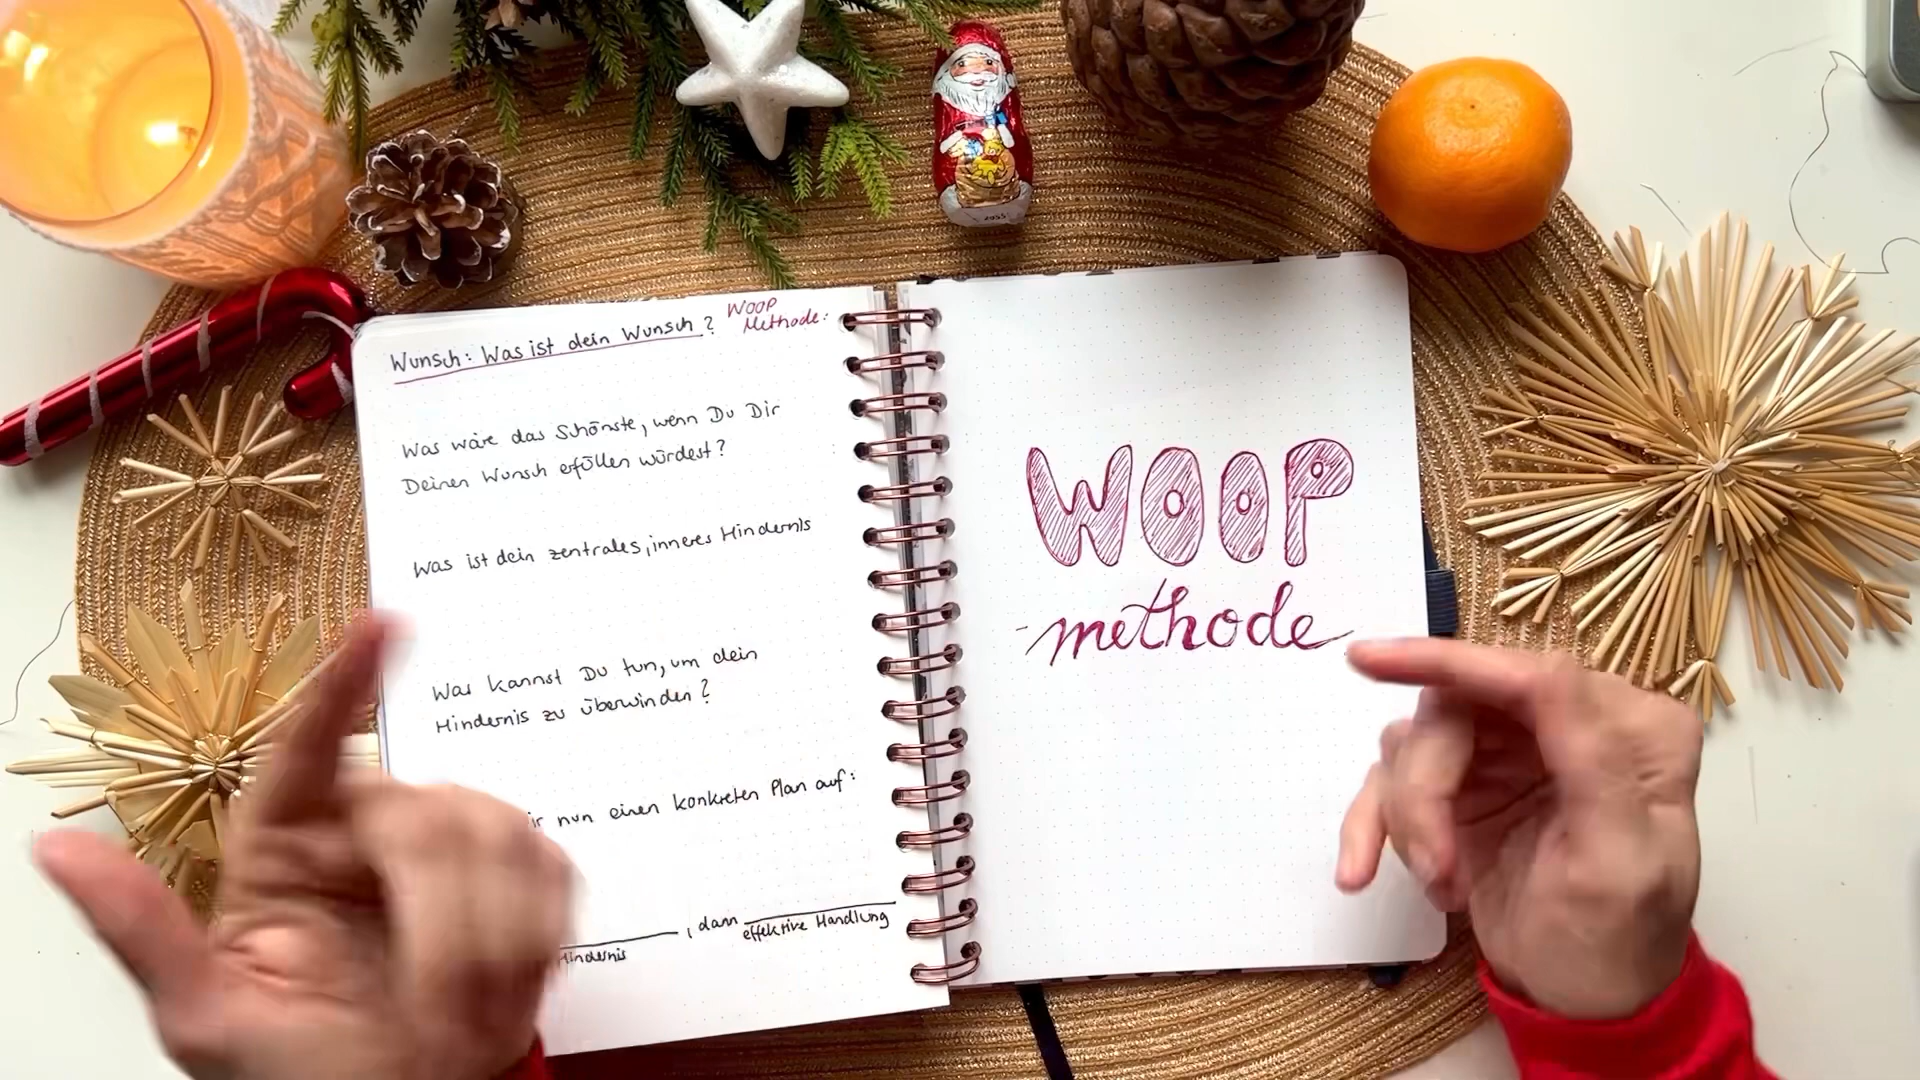 Wunsch: Was ist dein Wunsch?
WOOP
Methode:
Was wäre das Schönste, wenn Du Dir
Deinen Wunsch efüllen würdest?
Was ist dein zentrales, inneres Hindernis
Was kannst Du tun, um dein
Hindernis zu überwinden?
nun einen konkreten Plan auf:
, dann
effektive Handlung
Hindernis
WOOP
methode